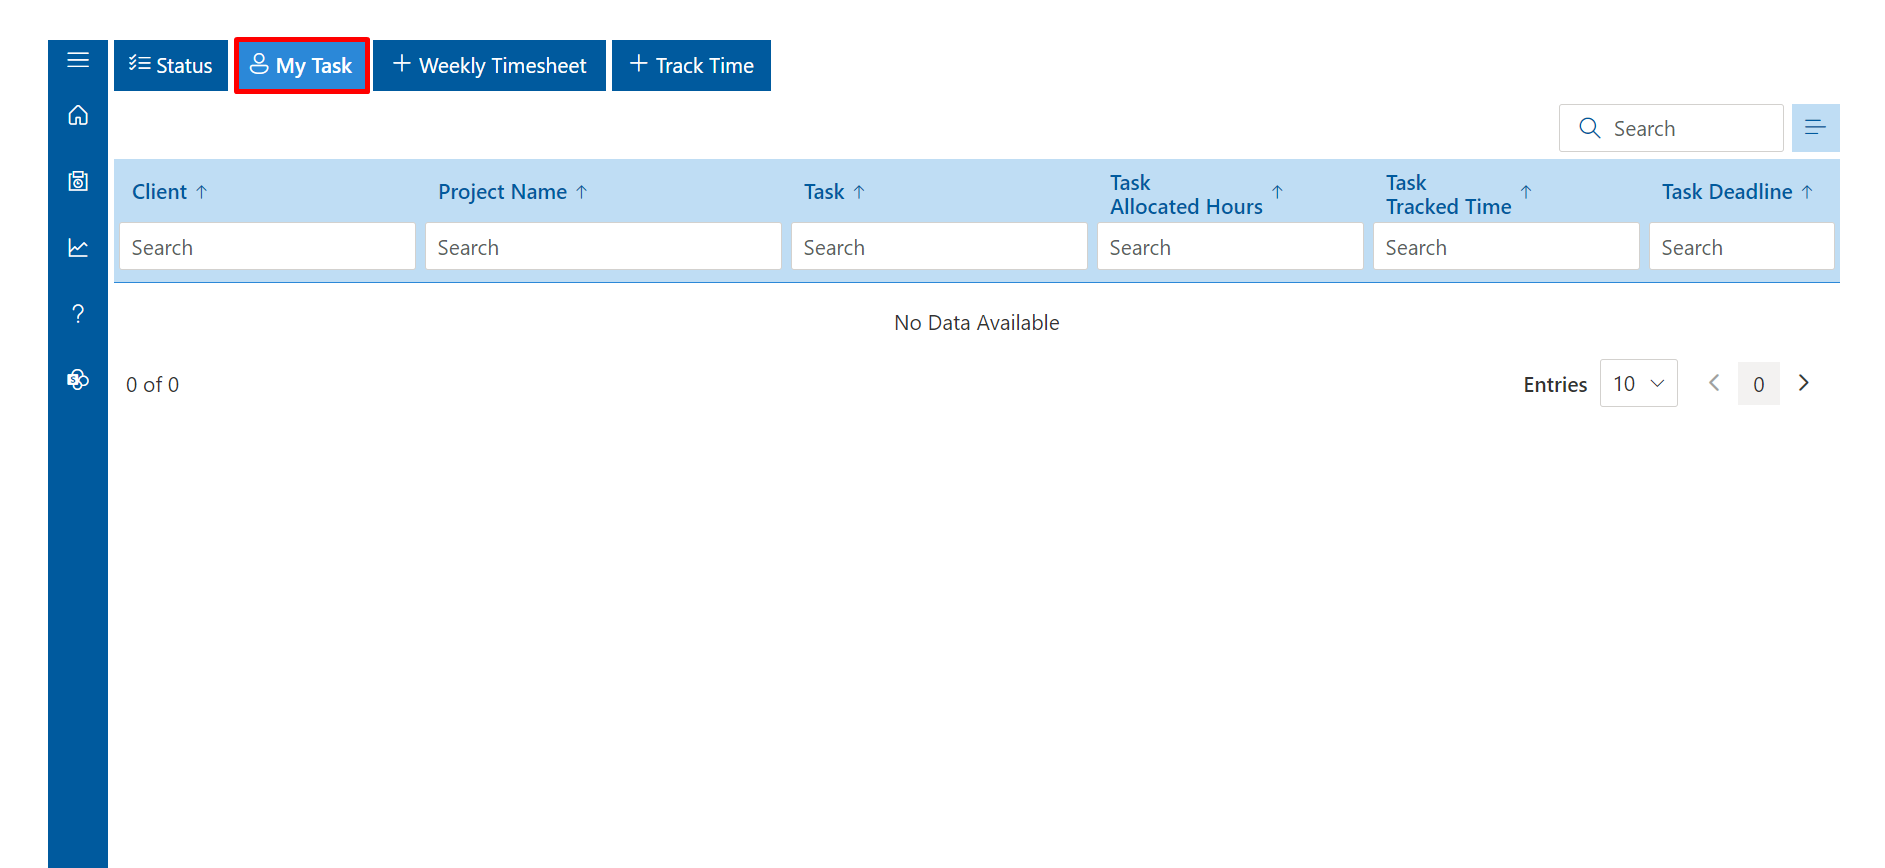 Status
My Task
Weekly Timesheet
Track Time
Search
Client
Project Name
Task
Task
Allocated Hours
Task
Tracked Time
Task Deadline
Search
Search
Search
Search
Search
Search
No Data Available
0 of 0
Entries
10
0